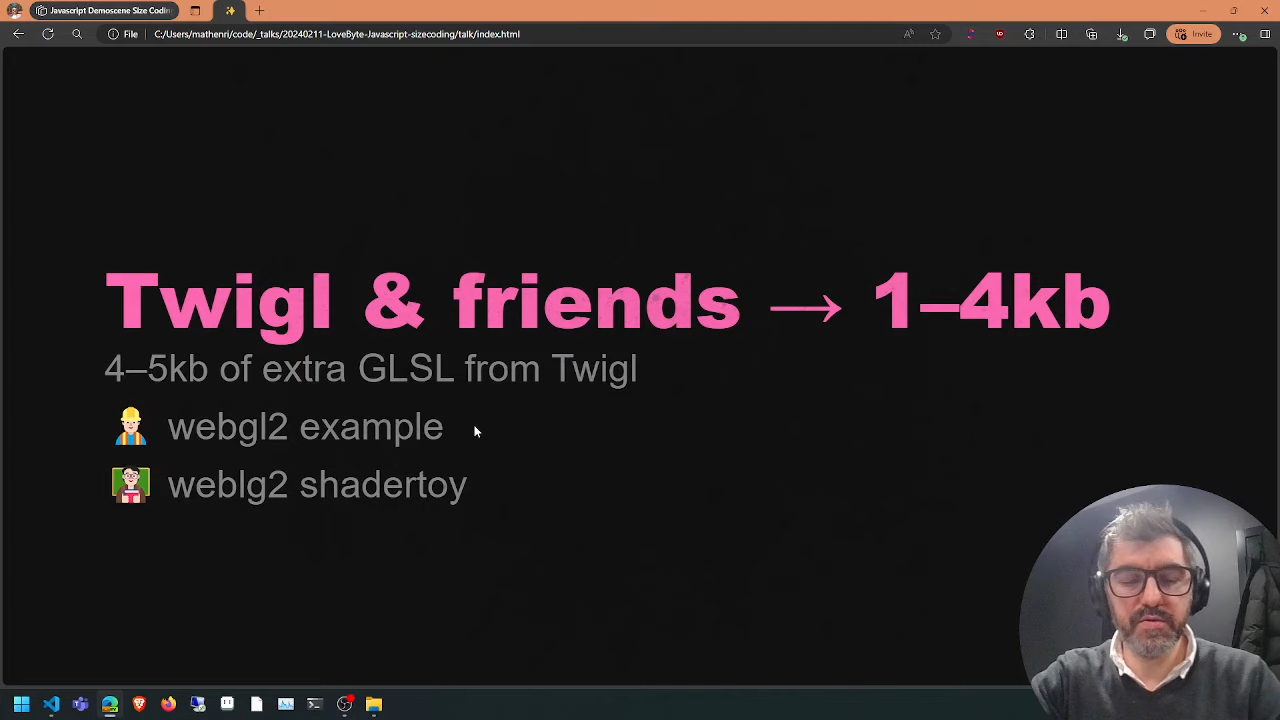 Javascript Demoscene Size Codin
File
C:/Users/mathenri/code/_talks/20240211-LoveByte-Javascript-sizecoding/talk/index.html
Invite
Twigl & friends → 1–4kb
4–5kb of extra GLSL from Twigl
webgl2 example
weblg2 shadertoy